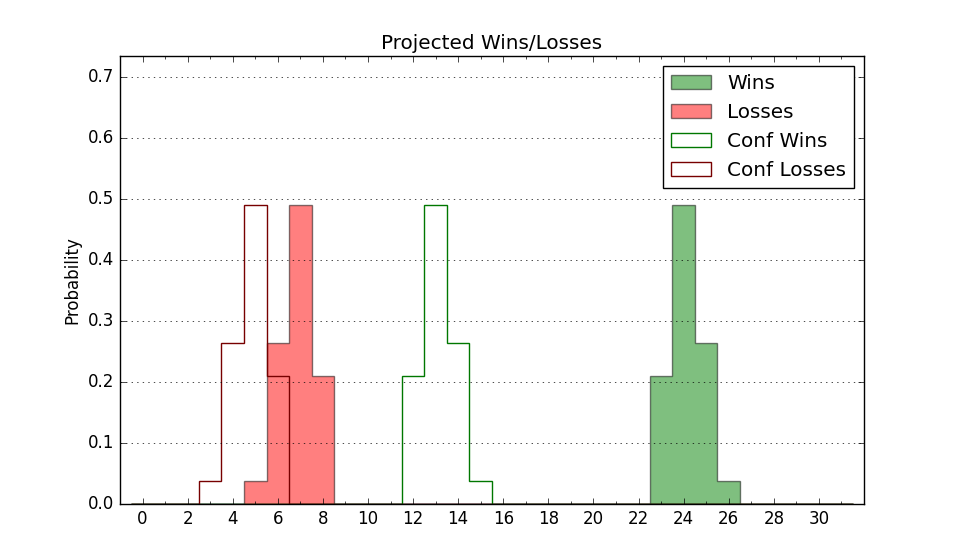 Projected Wins/Losses
0.7
0.6
0.5
0.4
0.3
0.2
0.1
0.0
Probability
Wins
Losses
Conf Wins
Conf Losses
0 2 4 6 8 10 12 14 16 18 20 22 24 26 28 30